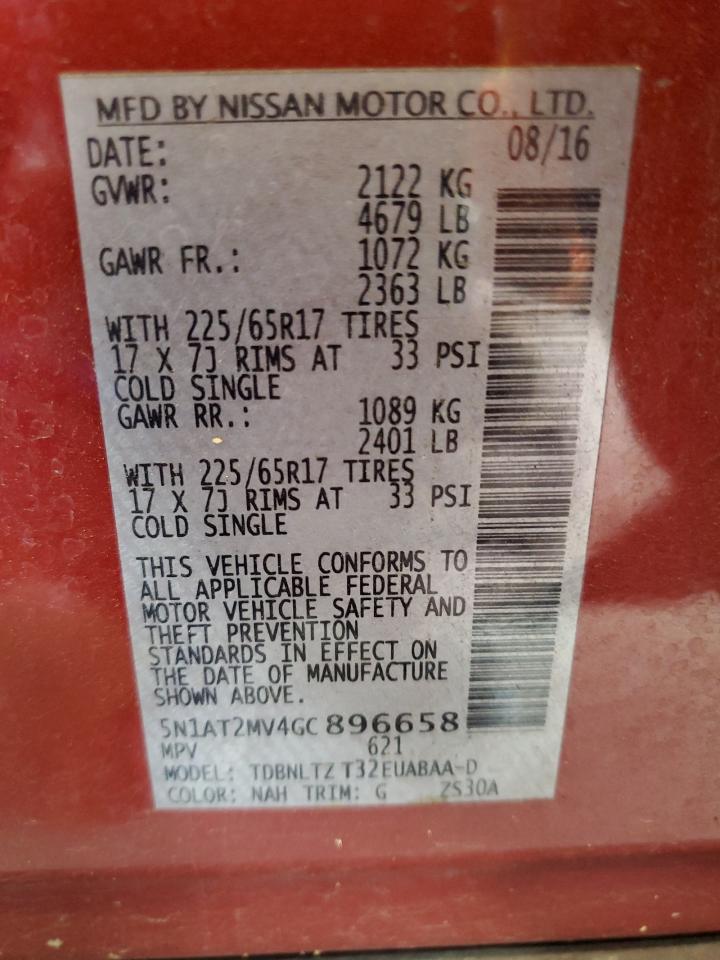 MFD BY NISSAN MOTOR CO., LTD.
DATE: 08/16
GVWR: 2122 KG
4679 LB
GAWR FR.: 1072 KG
2363 LB
WITH 225/65R17 TIRES
17 X 7J RIMS AT 33 PSI
COLD SINGLE
GAWR RR.: 1089 KG
2401 LB
WITH 225/65R17 TIRES
17 X 7J RIMS AT 33 PSI
COLD SINGLE
THIS VEHICLE CONFORMS TO
ALL APPLICABLE FEDERAL
MOTOR VEHICLE SAFETY AND
THEFT PREVENTION
STANDARDS IN EFFECT ON
THE DATE OF MANUFACTURE
SHOWN ABOVE.
5N1AT2MV4GC896658
MPV 621
MODEL: TDBNLTZ T32EUABAA-D
COLOR: NAH TRIM: G ZS30A